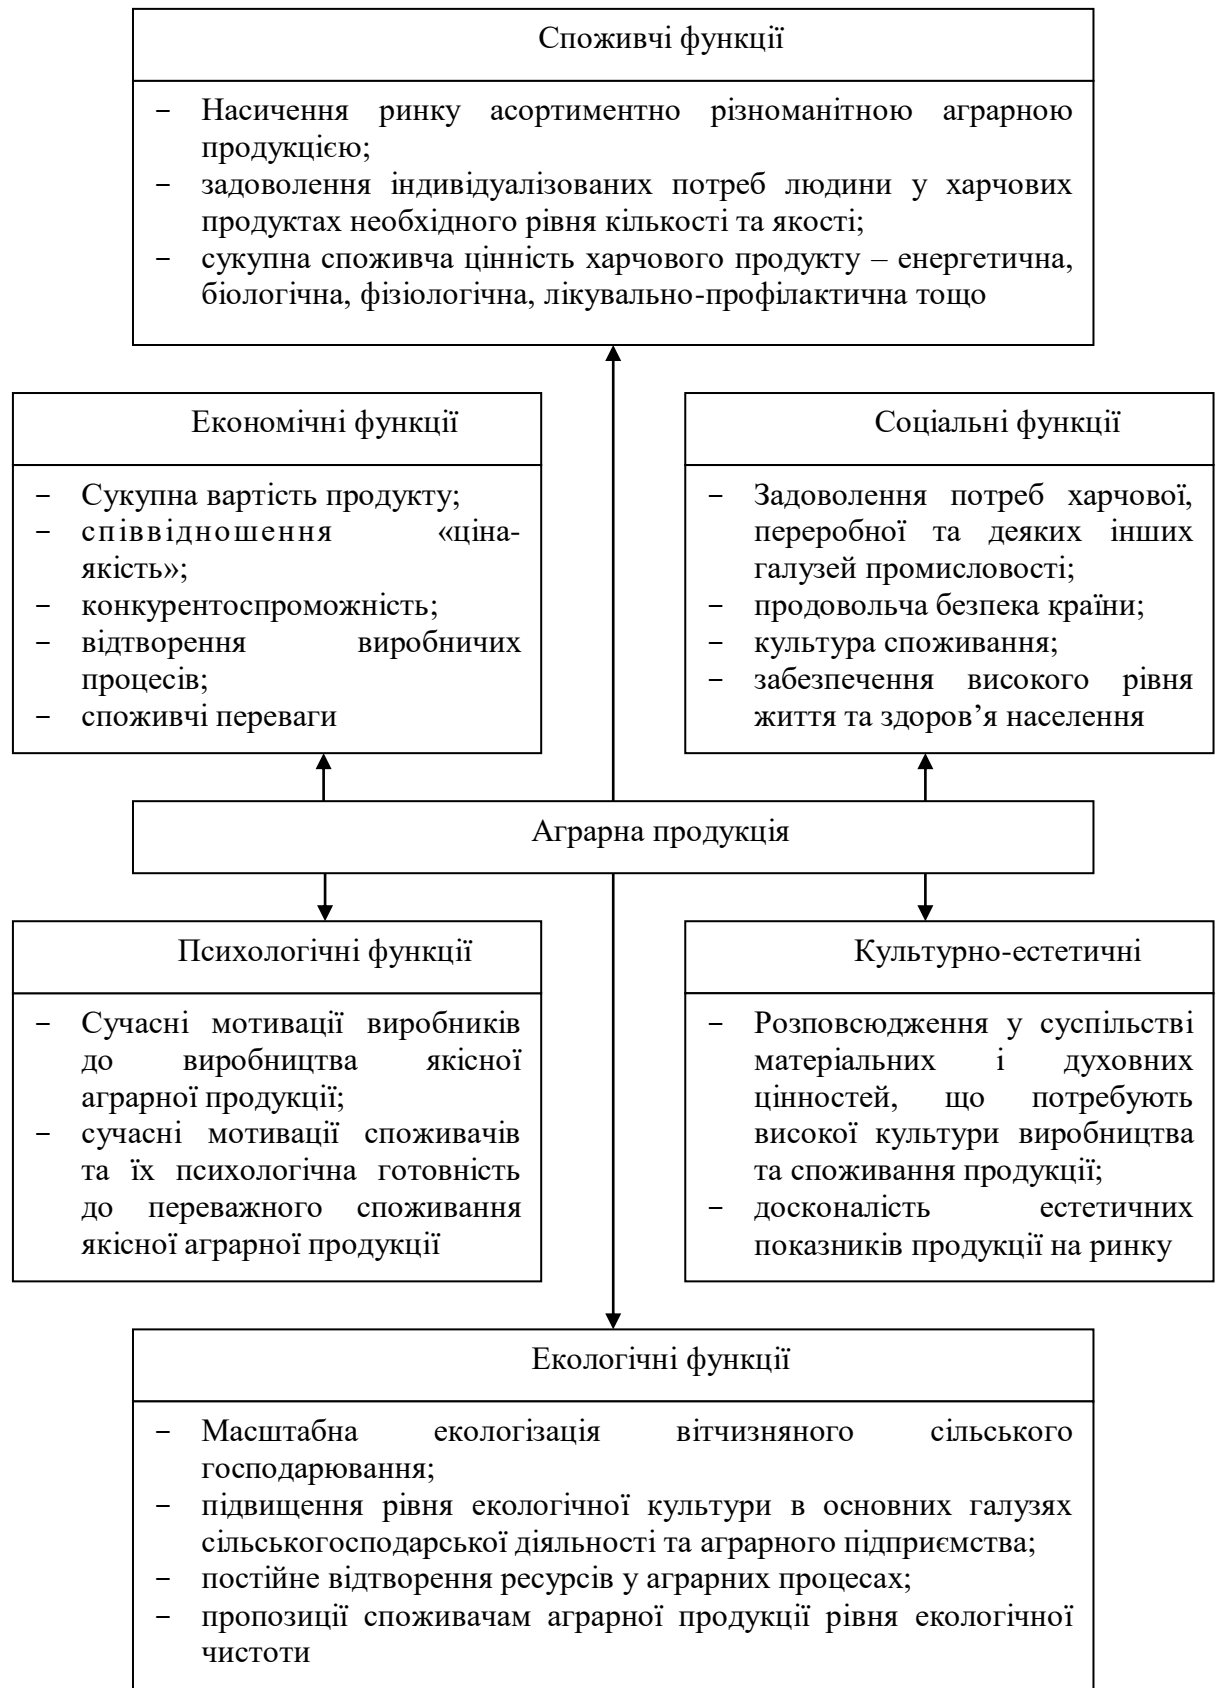 Споживчі функції
− Насичення ринку асортиментно різноманітною аграрною
продукцією;
− задоволення індивідуалізованих потреб людини у харчових
продуктах необхідного рівня кількості та якості;
− сукупна споживча цінність харчового продукту – енергетична,
біологічна, фізіологічна, лікувально-профілактична тощо
Економічні функції
− Сукупна вартість продукту;
− співвідношення «ціна-
якість»;
− конкурентоспроможність;
− відтворення виробничих
процесів;
− споживчі переваги
Соціальні функції
− Задоволення потреб харчової,
переробної та деяких інших
галузей промисловості;
− продовольча безпека країни;
− культура споживання;
− забезпечення високого рівня
життя та здоров’я населення
Аграрна продукція
Психологічні функції
− Сучасні мотивації виробників
до виробництва якісної
аграрної продукції;
− сучасні мотивації споживачів
та їх психологічна готовність
до переважного споживання
якісної аграрної продукції
Культурно-естетичні
− Розповсюдження у суспільстві
матеріальних і духовних
цінностей, що потребують
високої культури виробництва
та споживання продукції;
− досконалість естетичних
показників продукції на ринку
Екологічні функції
− Масштабна екологізація вітчизняного сільського
господарювання;
− підвищення рівня екологічної культури в основних галузях
сільськогосподарської діяльності та аграрного підприємства;
− постійне відтворення ресурсів у аграрних процесах;
− пропозиції споживачам аграрної продукції рівня екологічної
чистоти